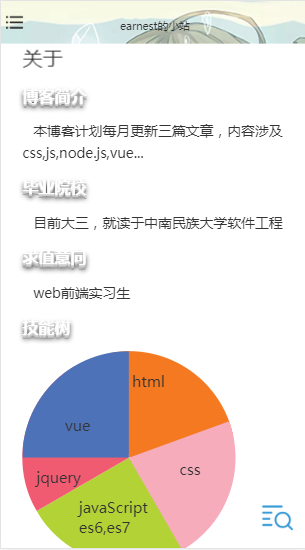 earnest的小站
关于
博客简介
本博客计划每月更新三篇文章，内容涉及
css,js,node.js,vue...
毕业院校
目前大三，就读于中南民族大学软件工程
求值意向
web前端实习生
技能树
html
vue
css
jquery
javaScript
es6,es7